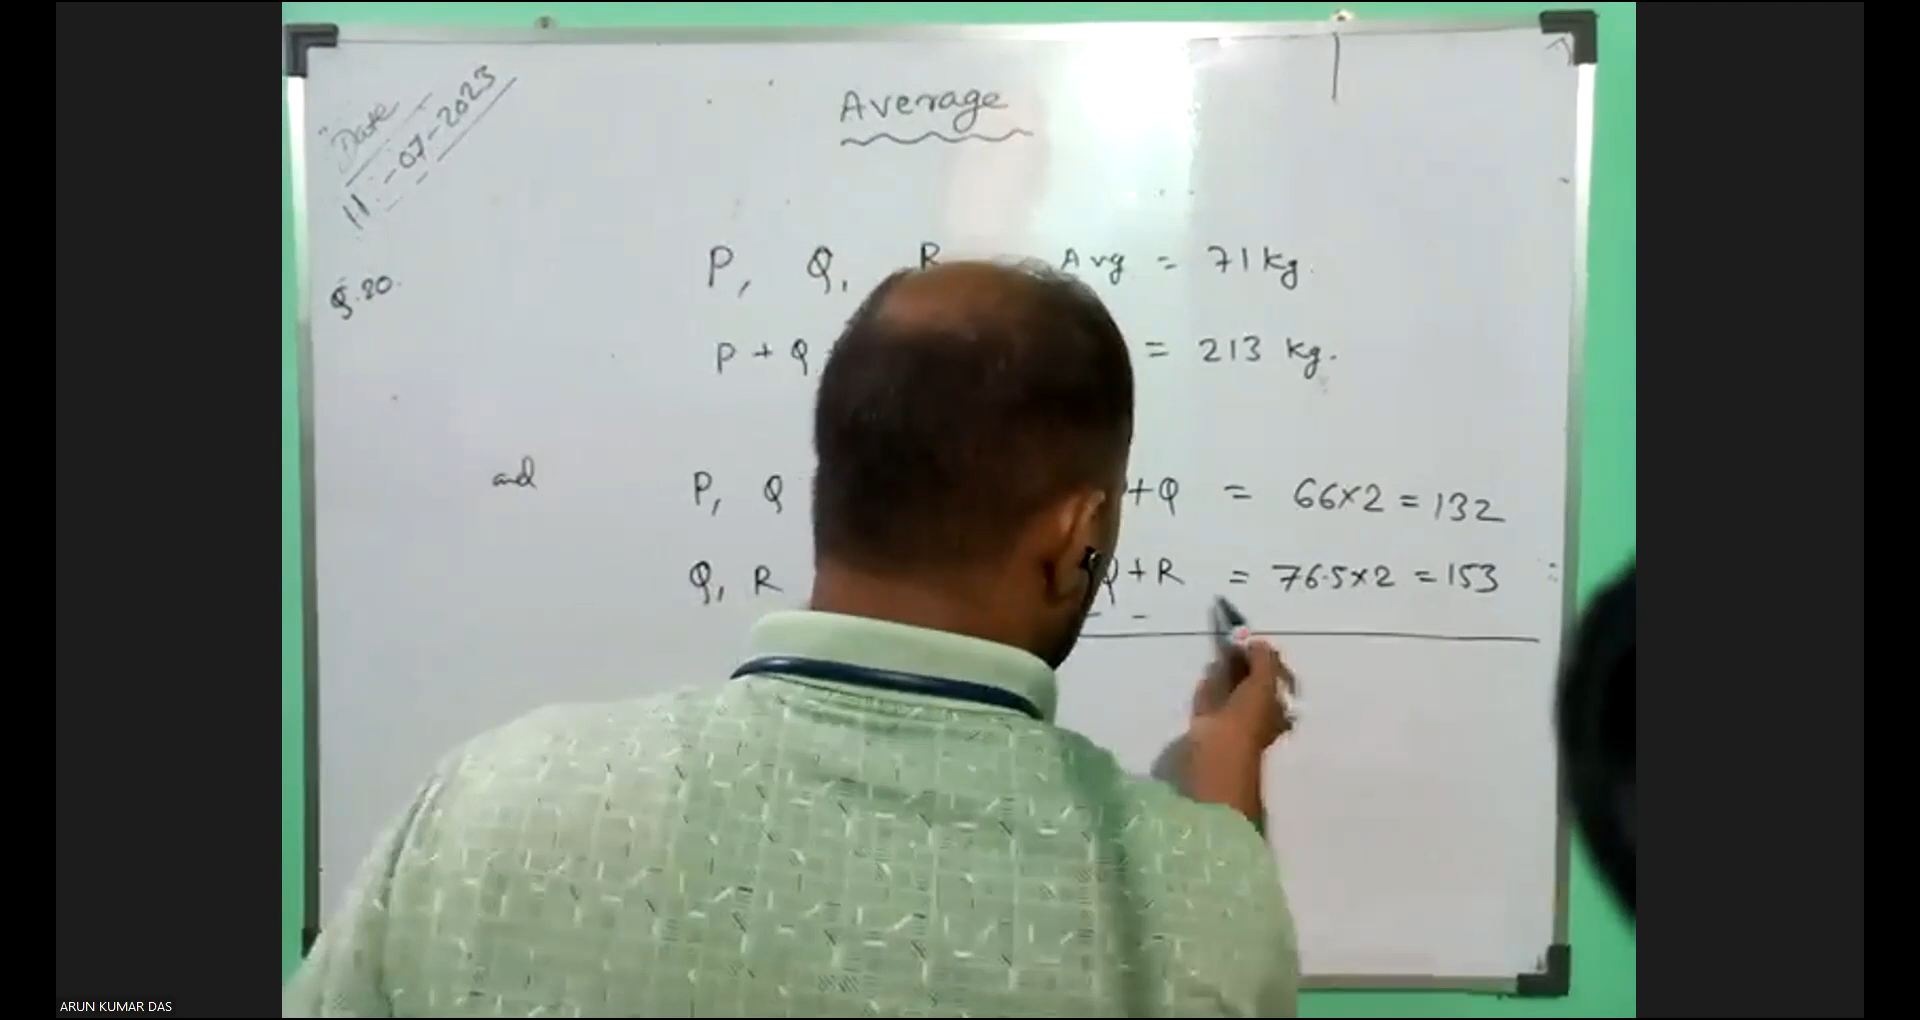 Average
Date
11-07-2023
Q.20.
P, Q, R Avg = 71 kg.
P + Q = 213 kg.
and P, Q +Q = 66×2 = 132
Q, R Q+R = 76.5×2 = 153
ARUN KUMAR DAS